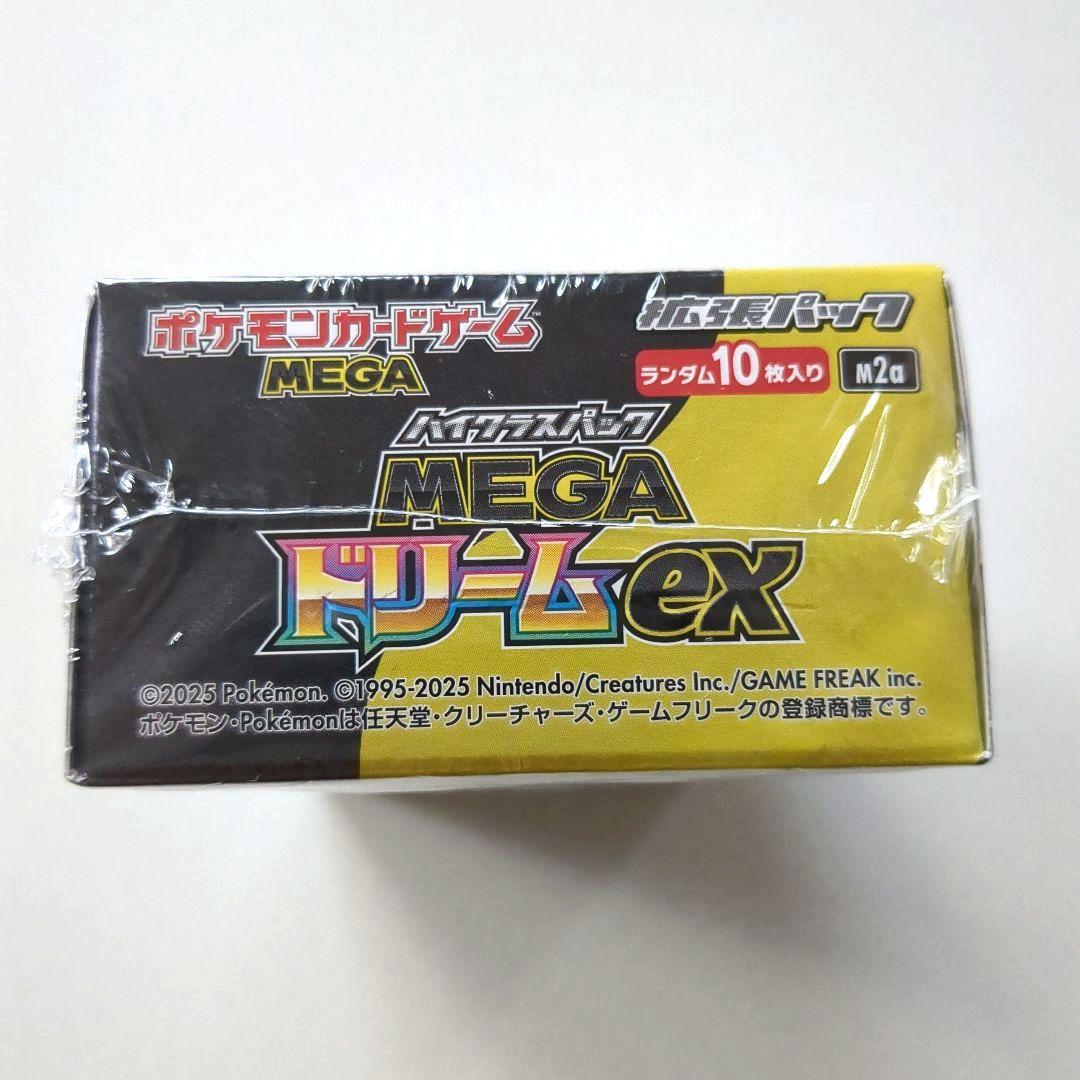 ポケモンカードゲーム™
MEGA
拡張パック
ランダム10枚入り
M2a
ハイクラスパック
MEGA
ドリームex
©2025 Pokémon. ©1995-2025 Nintendo/Creatures Inc./GAME FREAK inc.
ポケモン・Pokémonは任天堂・クリーチャーズ・ゲームフリークの登録商標です。